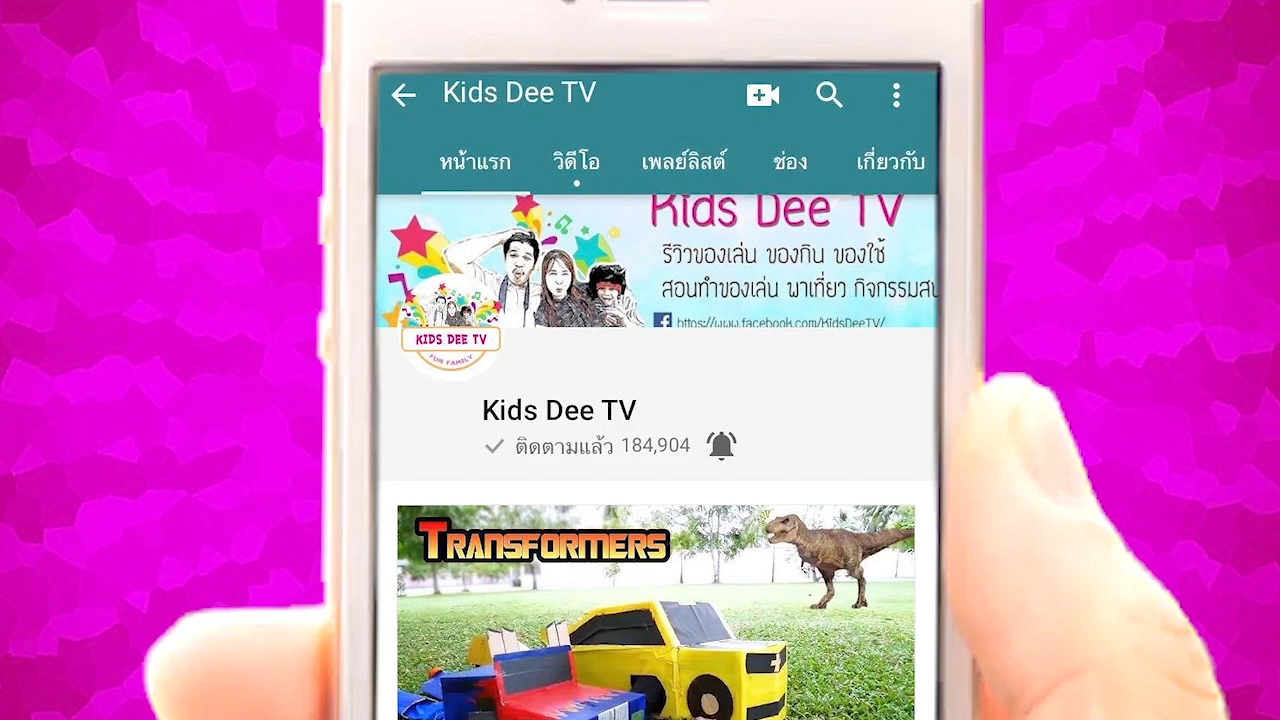 Kids Dee TV
หน้าแรก วิดีโอ เพลย์ลิสต์ ช่อง เกี่ยวกับ
Kids Dee TV
รีวิวของเล่น ของกิน ของใช้
สอนทำของเล่น พาเที่ยว กิจกรรมส
https://www.facebook.com/KidsDeeTV/
KIDS DEE TV
FUN FAMILY
Kids Dee TV
ติดตามแล้ว 184,904
TRANSFORMERS